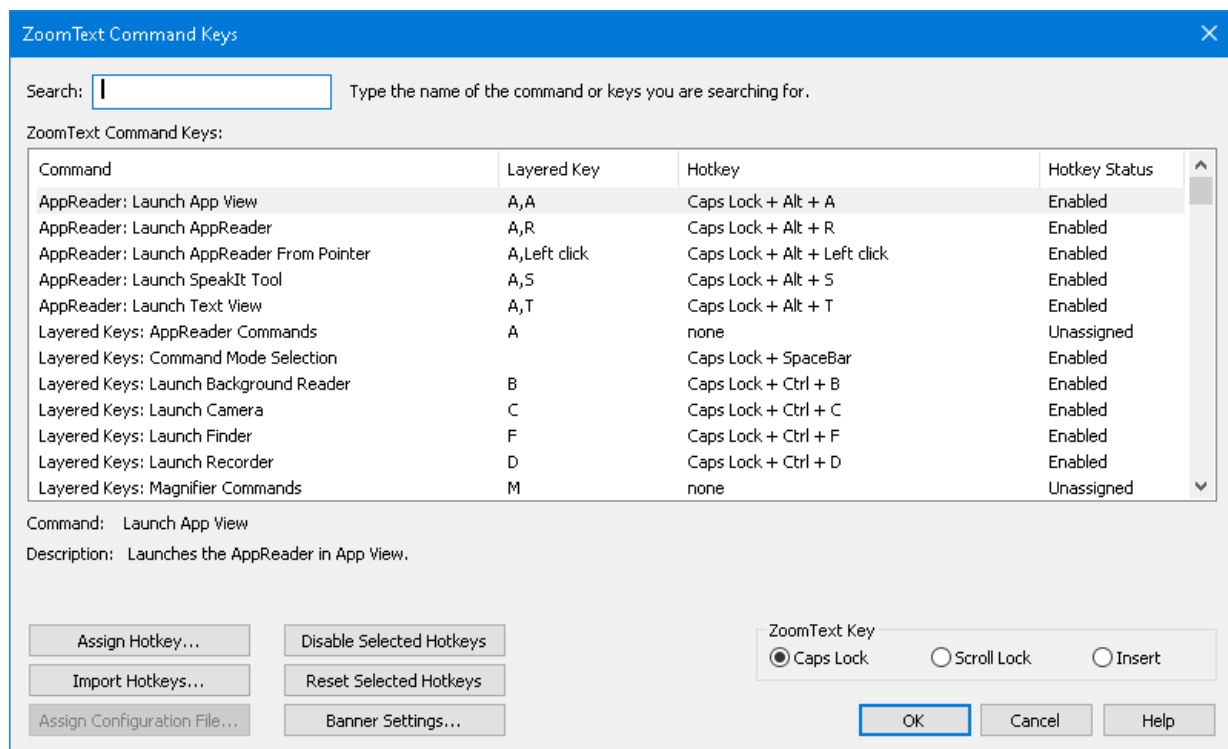 ZoomText Command Keys
Search: Type the name of the command or keys you are searching for.
ZoomText Command Keys:
Command Layered Key Hotkey Hotkey Status
AppReader: Launch App View A,A Caps Lock + Alt + A Enabled
AppReader: Launch AppReader A,R Caps Lock + Alt + R Enabled
AppReader: Launch AppReader From Pointer A,Left click Caps Lock + Alt + Left click Enabled
AppReader: Launch SpeakIt Tool A,S Caps Lock + Alt + S Enabled
AppReader: Launch Text View A,T Caps Lock + Alt + T Enabled
Layered Keys: AppReader Commands A none Unassigned
Layered Keys: Command Mode Selection Caps Lock + SpaceBar Enabled
Layered Keys: Launch Background Reader B Caps Lock + Ctrl + B Enabled
Layered Keys: Launch Camera C Caps Lock + Ctrl + C Enabled
Layered Keys: Launch Finder F Caps Lock + Ctrl + F Enabled
Layered Keys: Launch Recorder D Caps Lock + Ctrl + D Enabled
Layered Keys: Magnifier Commands M none Unassigned
Command: Launch App View
Description: Launches the AppReader in App View.
Assign Hotkey... Disable Selected Hotkeys
Import Hotkeys... Reset Selected Hotkeys
Assign Configuration File... Banner Settings...
ZoomText Key
Caps Lock Scroll Lock Insert
OK Cancel Help